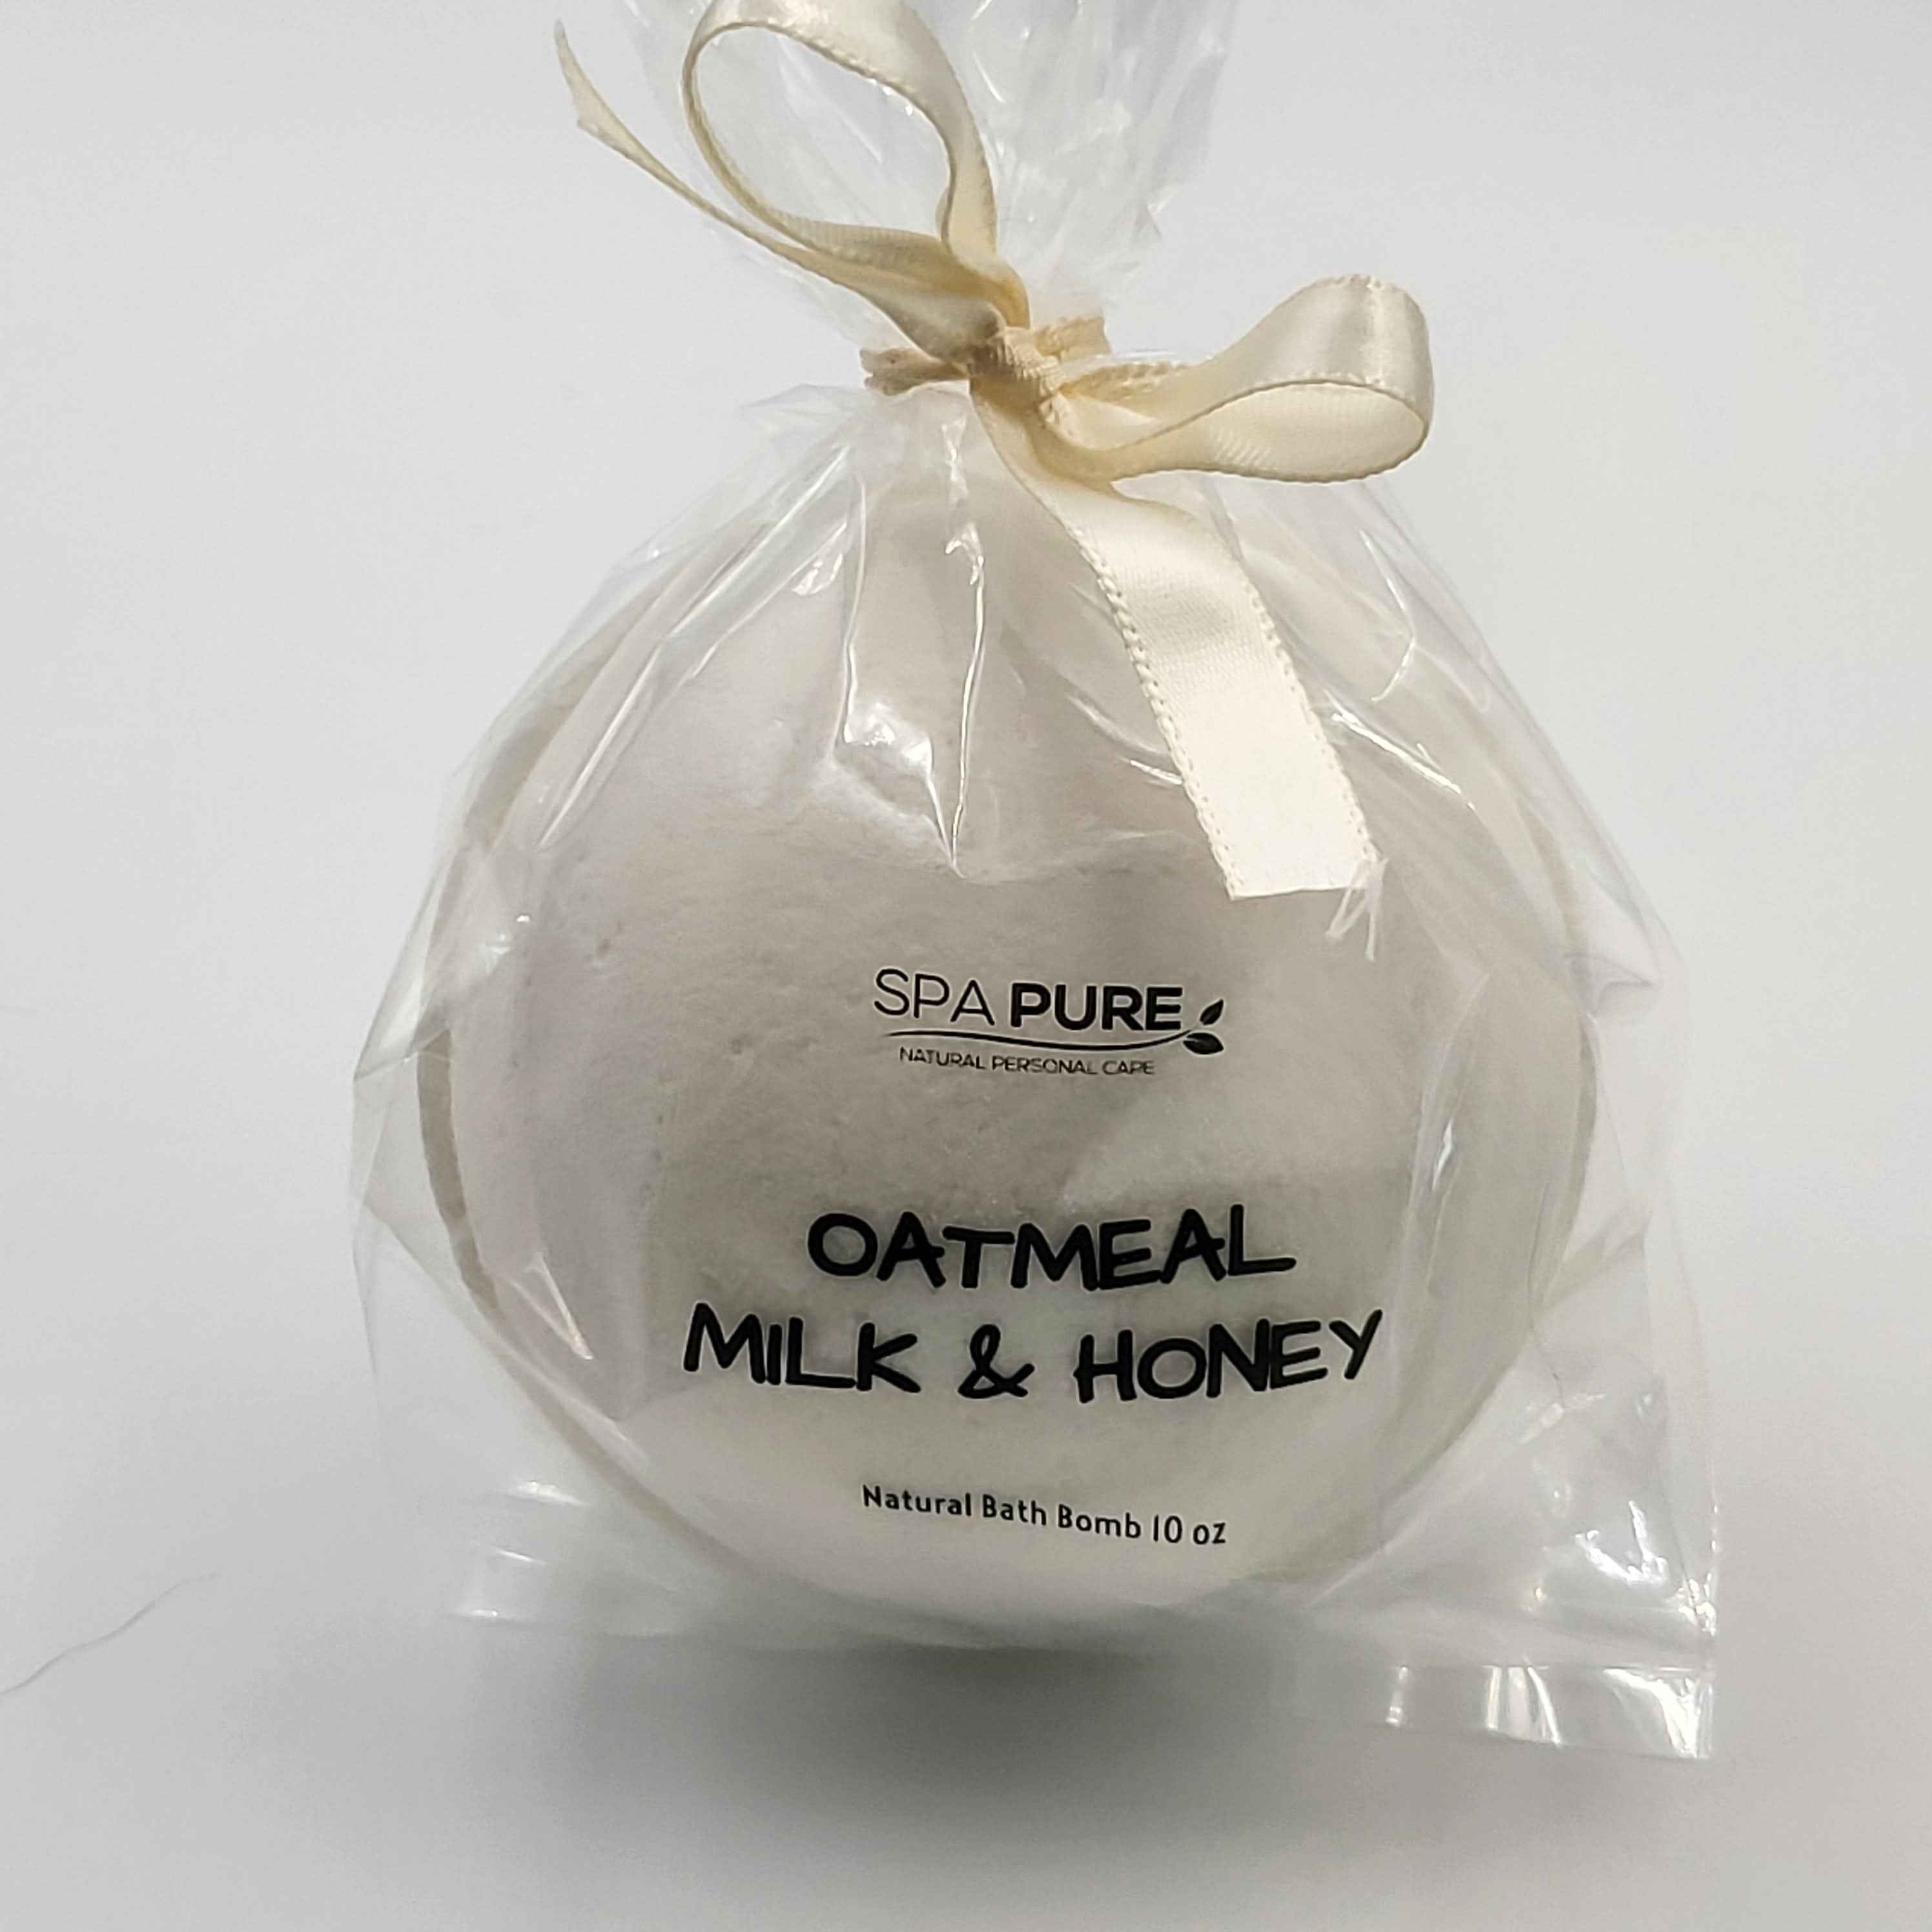 SPA PURE
NATURAL PERSONAL CARE
OATMEAL
MILK & HONEY
Natural Bath Bomb 10 oz